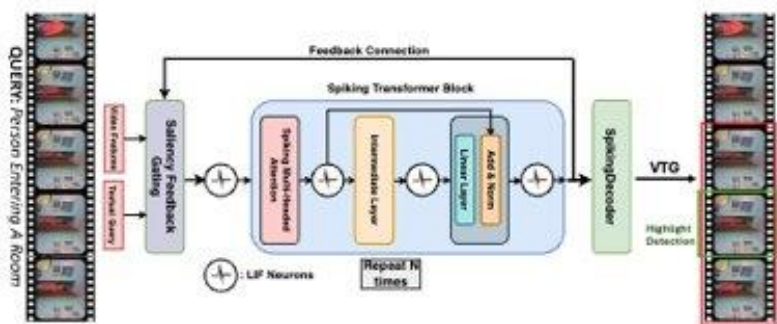 QUERY: Person Entering A Room
Video Features
Textual Query
Saliency Feedback
Gating
Feedback Connection
Spiking Transformer Block
Spiking Multi-Headed
Attention
Intermediate Layer
Linear Layer
Add & Norm
: LIF Neurons
Repeat N
times
SpikingDecoder
VTG
Highlight
Detection